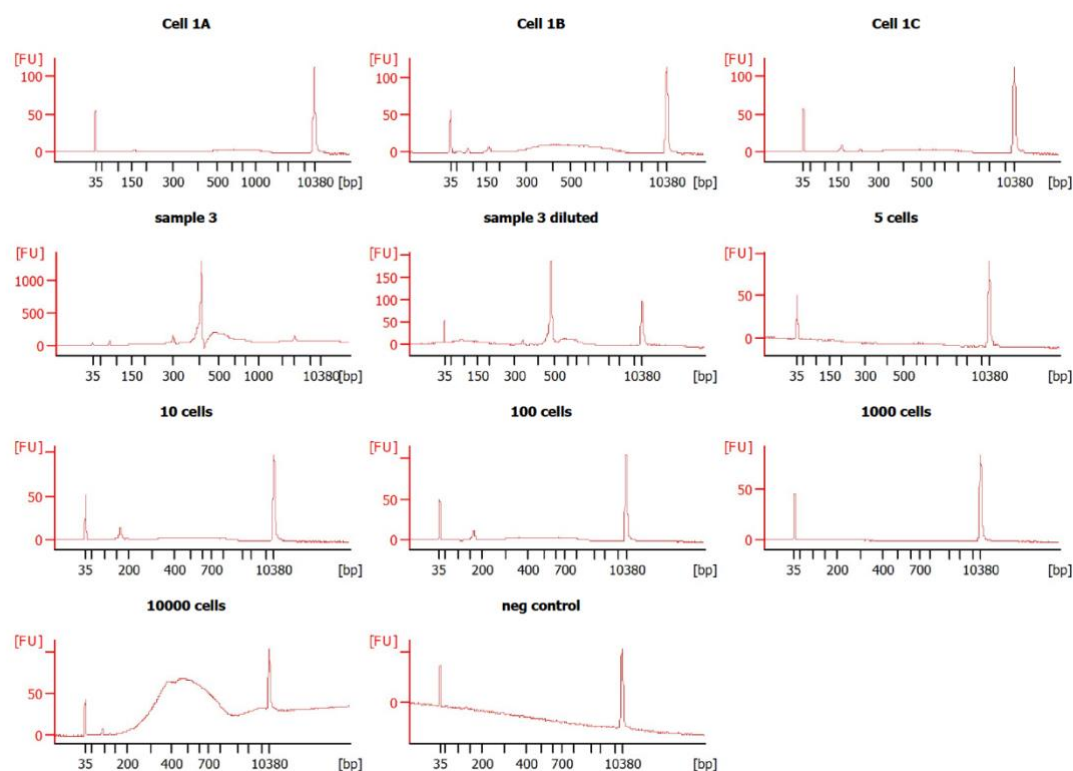 Cell 1A
[FU]
100
50
0
35 150 300 500 1000 10380 [bp]
Cell 1B
[FU]
100
50
0
35 150 300 500 10380 [bp]
Cell 1C
[FU]
100
50
0
35 150 300 500 10380 [bp]
sample 3
[FU]
1000
500
0
35 150 300 500 1000 10380 [bp]
sample 3 diluted
[FU]
150
100
50
0
35 150 300 500 10380 [bp]
5 cells
[FU]
50
0
35 150 300 500 10380 [bp]
10 cells
[FU]
50
0
35 200 400 700 10380 [bp]
100 cells
[FU]
50
0
35 200 400 700 10380 [bp]
1000 cells
[FU]
50
0
35 200 400 700 10380 [bp]
10000 cells
[FU]
50
0
35 200 400 700 10380 [bp]
neg control
[FU]
0
35 200 400 700 10380 [bp]